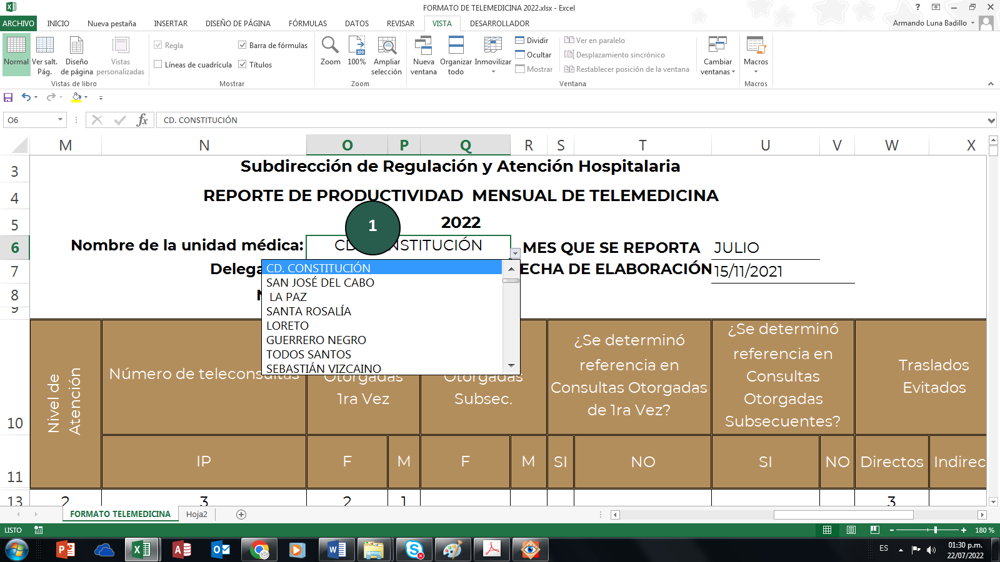 FORMATO DE TELEMEDICINA 2022.xlsx - Excel
ARCHIVO INICIO Nueva pestaña INSERTAR DISEÑO DE PÁGINA FÓRMULAS DATOS REVISAR VISTA DESARROLLADOR Armando Luna Badillo
Normal Ver salt. Pág. Diseño de página Vistas personalizadas
Vistas de libro
Regla Barra de fórmulas
Líneas de cuadrícula Títulos
Mostrar
Zoom 100% Ampliar selección
Zoom
Nueva ventana Organizar todo Inmovilizar
Dividir
Ocultar
Mostrar
Ver en paralelo
Desplazamiento sincrónico
Restablecer posición de la ventana
Cambiar ventanas
Ventana
Macros
Macros
O6 fx CD. CONSTITUCIÓN
M N O P Q R S T U V W X
3 Subdirección de Regulación y Atención Hospitalaria
4 REPORTE DE PRODUCTIVIDAD MENSUAL DE TELEMEDICINA
5 2022
1
6 Nombre de la unidad médica: CD. CONSTITUCIÓN MES QUE SE REPORTA JULIO
7 Delega ECHA DE ELABORACIÓN 15/11/2021
8
9
CD. CONSTITUCIÓN
SAN JOSÉ DEL CABO
LA PAZ
SANTA ROSALÍA
LORETO
GUERRERO NEGRO
TODOS SANTOS
SEBASTIÁN VIZCAINO
10
Nivel de Atención
Número de teleconsultas
Otorgadas 1ra Vez
Otorgadas Subsec.
¿Se determinó referencia en Consultas Otorgadas de 1ra Vez?
¿Se determinó referencia en Consultas Otorgadas Subsecuentes?
Traslados Evitados
11 IP F M F M SI NO SI NO Directos Indirec
13 2 3 2 1 3
FORMATO TELEMEDICINA Hoja2
LISTO 180 %
ES 01:30 p.m.
22/07/2022